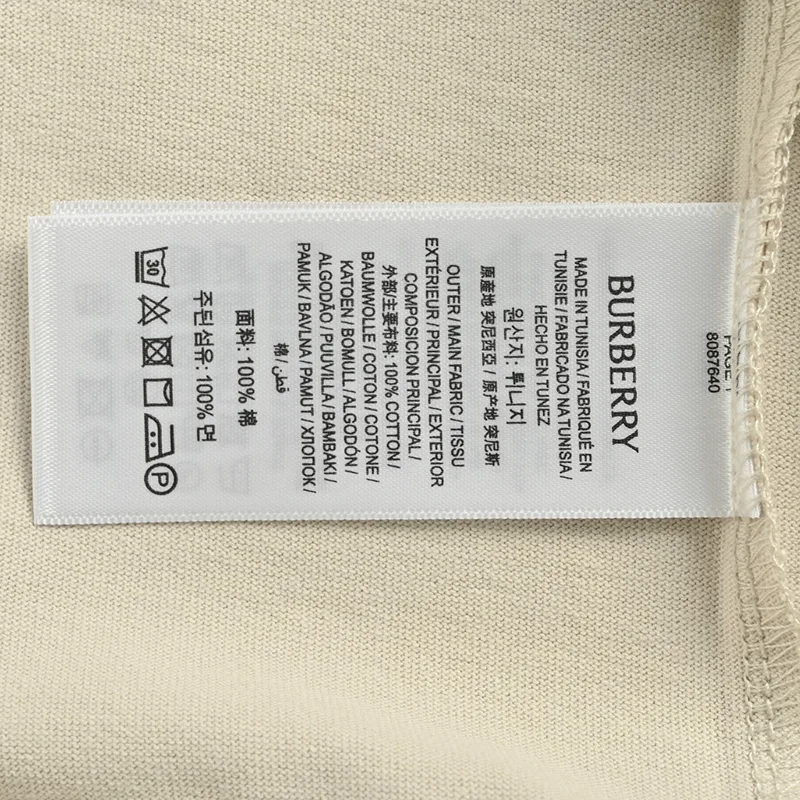 8087640
BURBERRY
MADE IN TUNISIA / FABRIQUÉ EN
TUNISIE / FABRICADO NA TUNISIA /
HECHO EN TUNEZ
원산지: 튀니지
原産地 突尼西亞 / 原产地 突尼斯
OUTER / MAIN FABRIC / TISSU
EXTÉRIEUR / PRINCIPAL / EXTERIOR
COMPOSICION PRINCIPAL /
外部/主要布料: 100% COTTON /
BAUMWOLLE / COTON / COTONE /
KATOEN / BOMULL / ALGODÓN /
ALGODÃO / PUUVILLA / BAMBAKI /
PAMUK / BAVLNA / PAMUT / ХЛОПОК /
棉 / قطن
面料: 100% 棉
주된섬유: 100% 면
30
P